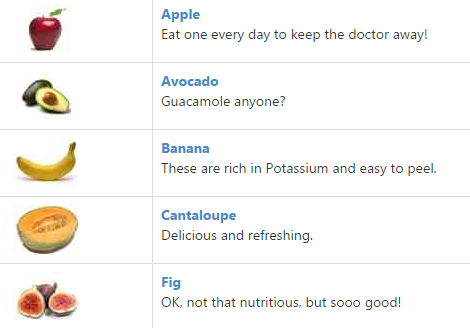 Apple
Eat one every day to keep the doctor away!
Avocado
Guacamole anyone?
Banana
These are rich in Potassium and easy to peel.
Cantaloupe
Delicious and refreshing.
Fig
OK, not that nutritious, but sooo good!